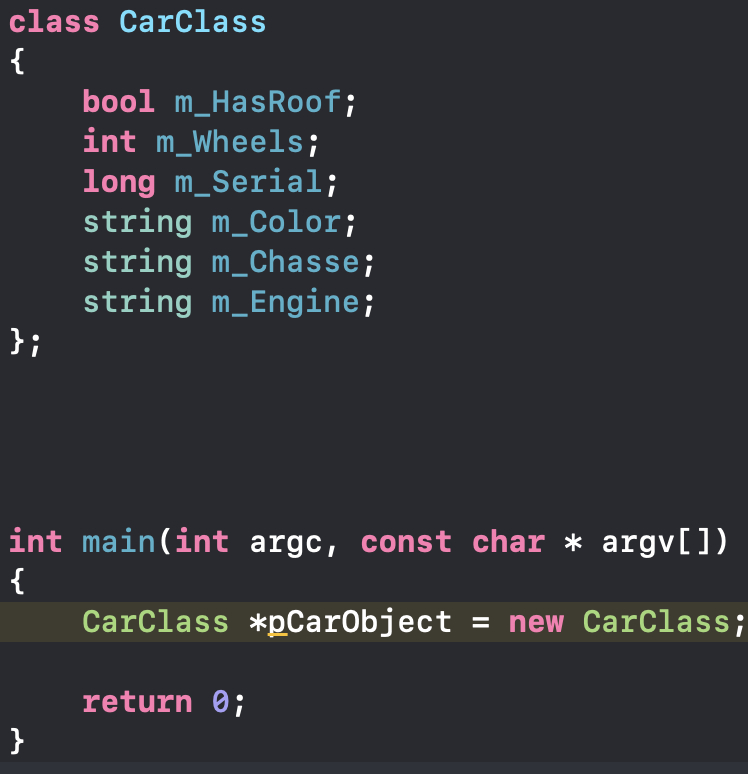 class CarClass
{
    bool m_HasRoof;
    int m_Wheels;
    long m_Serial;
    string m_Color;
    string m_Chasse;
    string m_Engine;
};
int main(int argc, const char * argv[])
{
    CarClass *pCarObject = new CarClass;
    return 0;
}